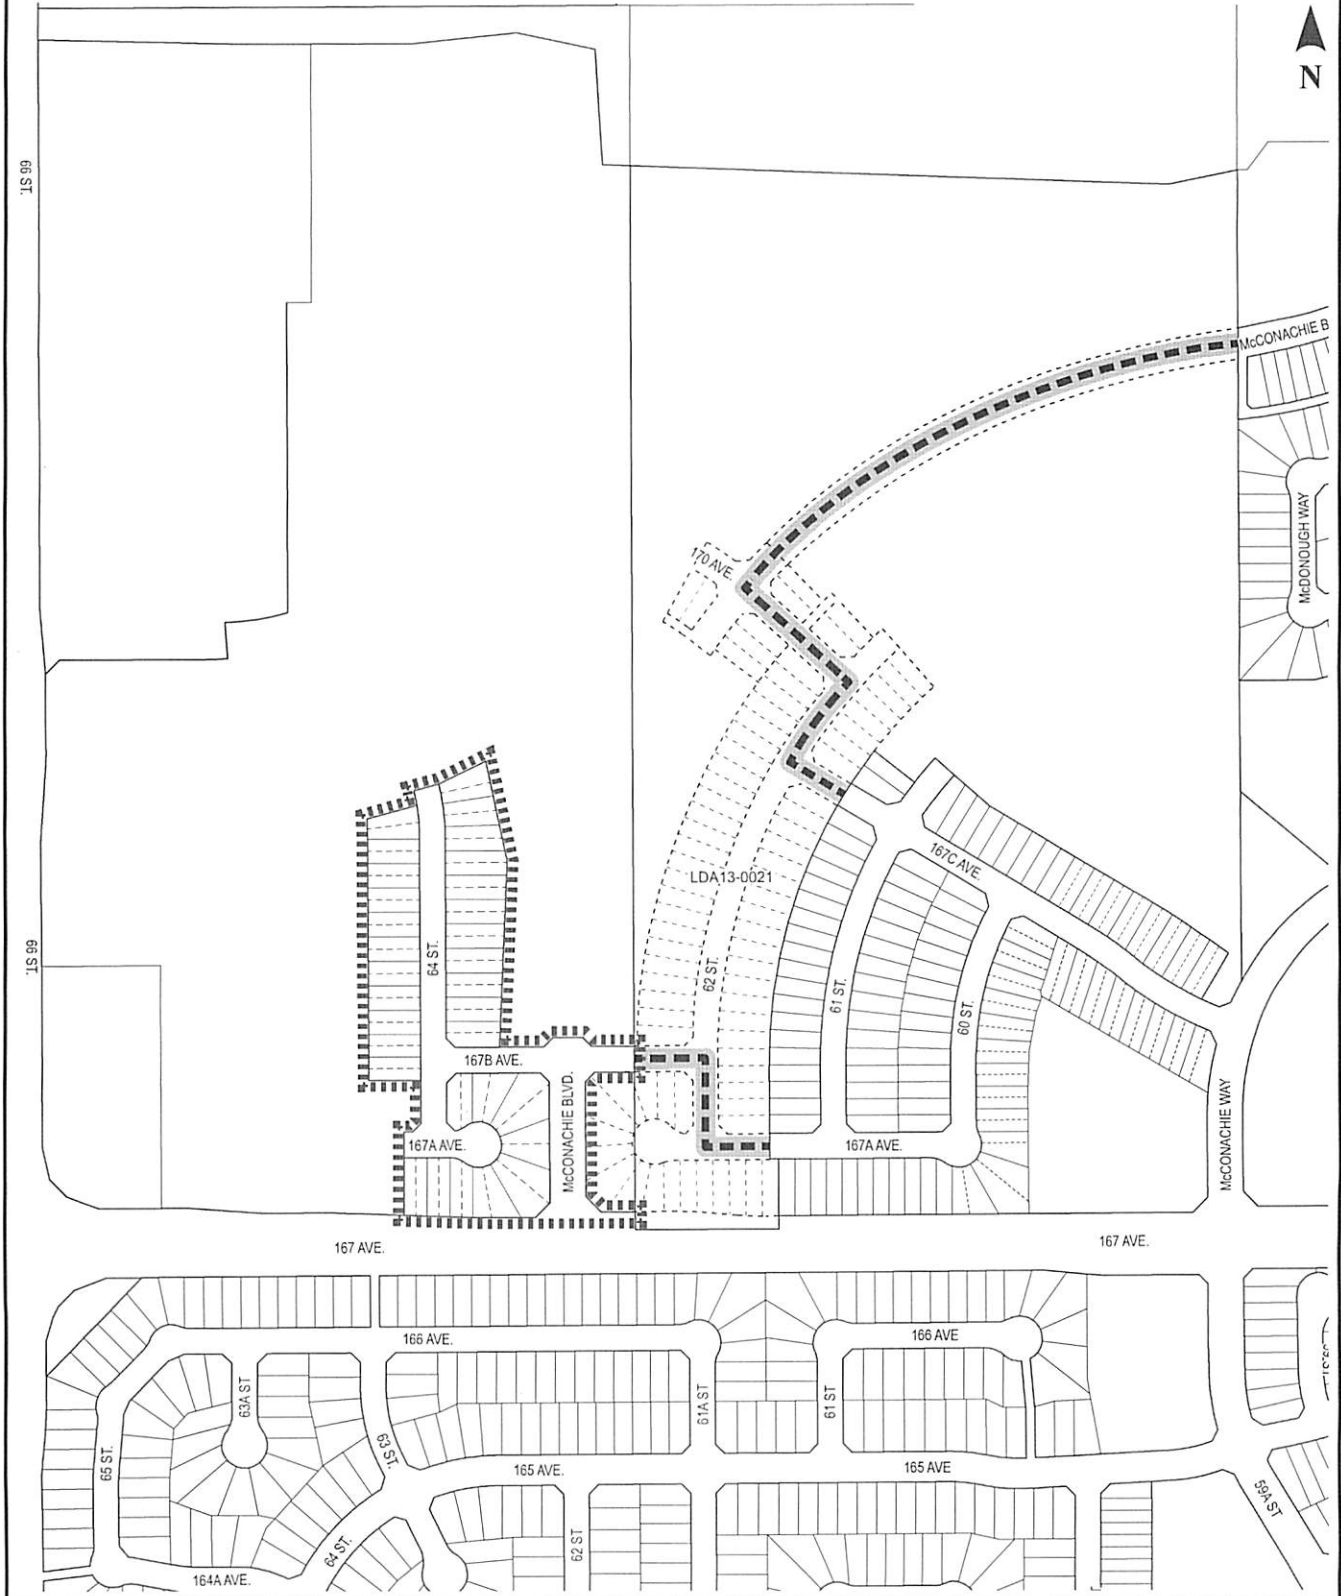 N
66 ST.
McCONACHIE B
McDONOUGH WAY
170 AVE.
LDA13-0021
167C AVE.
66 ST.
64 ST.
62 ST.
61 ST.
60 ST.
167B AVE.
McCONACHIE BLVD.
167A AVE.
167A AVE.
McCONACHIE WAY
167 AVE.
167 AVE.
166 AVE.
166 AVE
63A ST
61A ST
61 ST
65 ST.
63 ST.
165 AVE.
165 AVE
59A ST
64 ST.
62 ST
164A AVE.